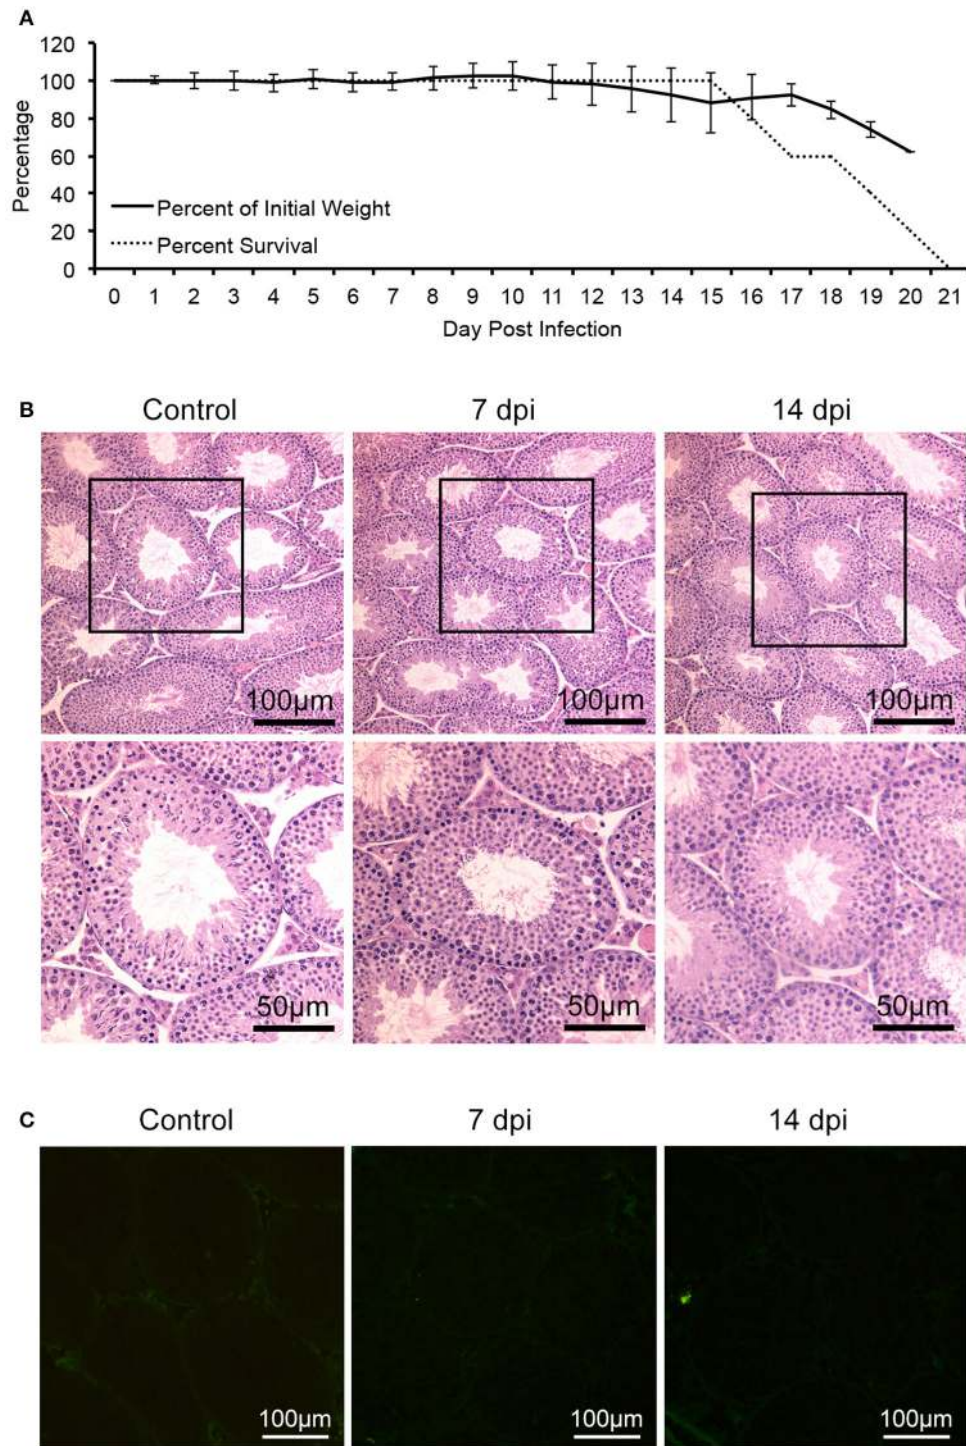 A
120
100
80
60
40
20
0
Percentage
Percent of Initial Weight
Percent Survival
0 1 2 3 4 5 6 7 8 9 10 11 12 13 14 15 16 17 18 19 20 21
Day Post Infection
B
Control 7 dpi 14 dpi
100µm 100µm 100µm
50µm 50µm 50µm
C
Control 7 dpi 14 dpi
100µm 100µm 100µm